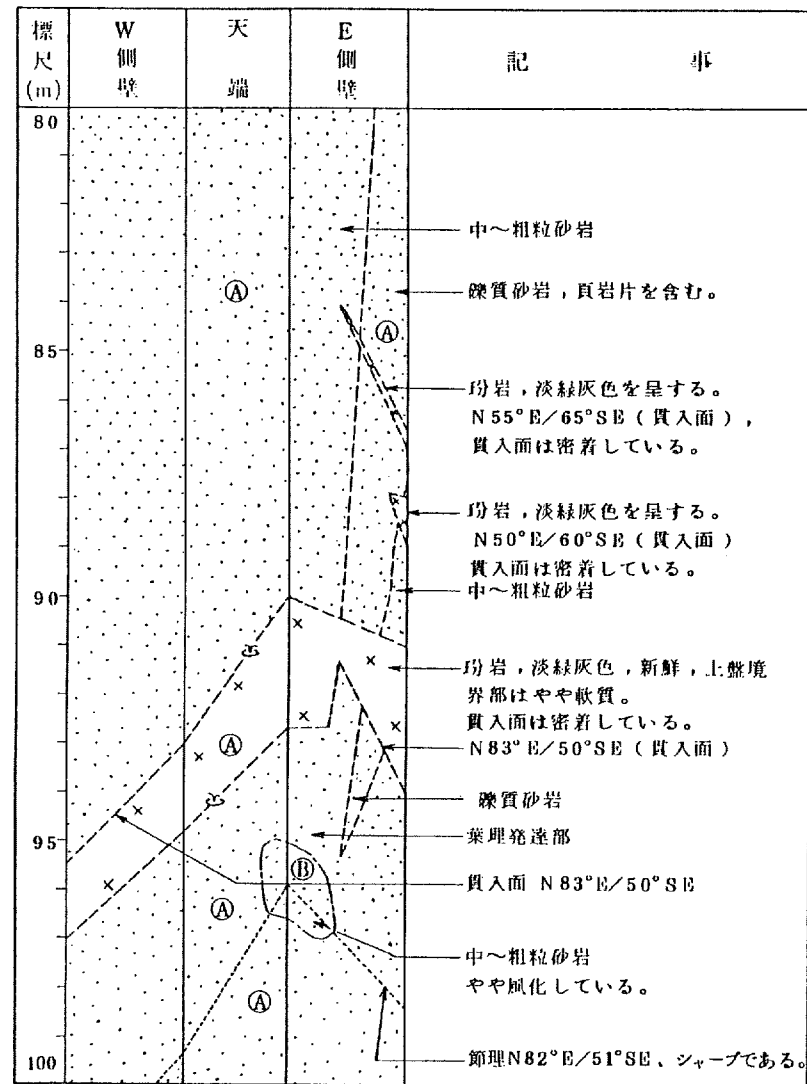 標尺(m)
W側壁
天端
E側壁
記事
80
中～粗粒砂岩
Ⓐ
礫質砂岩，頁岩片を含む。
Ⓐ
85
玢岩，淡緑灰色を呈する。
N55°E/65°SE（貫入面），
貫入面は密着している。
玢岩，淡緑灰色を呈する。
N50°E/60°SE（貫入面）
貫入面は密着している。
90
中～粗粒砂岩
玢岩，淡緑灰色，新鮮，上盤境
界部はやや軟質。
貫入面は密着している。
Ⓐ
N83°E/50°SE（貫入面）
礫質砂岩
95
葉理発達部
Ⓑ
貫入面 N83°E/50°SE
Ⓐ
中～粗粒砂岩
やや風化している。
Ⓐ
100
節理N82°E/51°SE、シャープである。